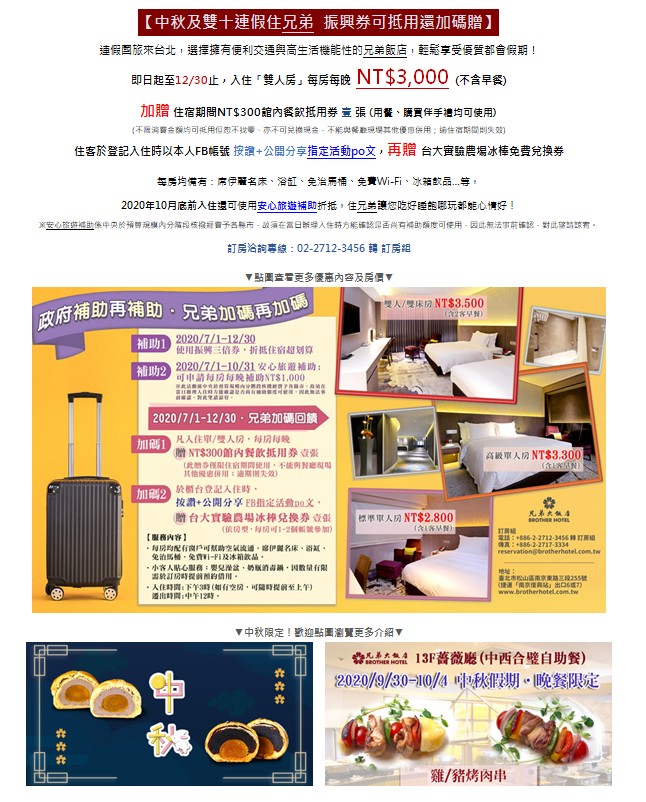 【中秋及雙十連假住兄弟 振興券可抵用還加碼贈】
連假團旅來台北，選擇擁有便利交通與高生活機能性的兄弟飯店，輕鬆享受優質都會假期！
即日起至12/30止，入住「雙人房」每房每晚 NT$3,000 (不含早餐)
加贈 住宿期間NT$300館內餐飲抵用券 壹 張 (用餐、購買伴手禮均可使用)
(不限消費金額均可抵用但恕不找零、亦不可兌換現金、不能與餐廳現場其他優惠併用；逾住宿期間則失效)
住客於登記入住時以本人FB帳號 按讚+公開分享指定活動po文，再贈 台大實驗農場冰棒免費兌換券
每房均備有：席伊麗名床、浴缸、免治馬桶、免費Wi-Fi、冰箱飲品...等。
2020年10月底前入住還可使用安心旅遊補助折抵，住兄弟讓您吃好睡飽哪玩都能心情好！
※安心旅遊補助係中央於預算規模內分階段核撥經費予各縣市，故須在當日辦理入住時方能確認是否尚有補助額度可使用，因此無法事前確認，對此望請諒看。
訂房洽詢專線：02-2712-3456 轉 訂房組
▼點圖查看更多優惠內容及房價▼
政府補助再補助・兄弟加碼再加碼
補助1 2020/7/1-12/30
使用振興三倍券，折抵住宿超划算
補助2 2020/7/1-10/31 安心旅遊補助：
可申請每房每晚補助NT$1,000
2020/7/1-12/30・兄弟加碼回饋
加碼1 凡入住單/雙人房，每房每晚
贈 NT$300館內餐飲抵用券 壹張
(此贈券僅限住宿期間使用、不能與餐廳現場
其他優惠併用；逾期則失效)
加碼2 於櫃台登記入住時，
按讚+公開分享 FB指定活動po文，
贈 台大實驗農場冰棒兌換券 壹張
(依房型，每房可1-2個帳號參加)
【服務內容】
・每房均配有窗戶可幫助空氣流通、席伊麗名床、浴缸、
免治馬桶、免費Wi-Fi及冰箱飲品。
・小客人貼心服務：嬰兒澡盆、奶瓶消毒鍋，因數量有限
需於訂房時提前預約借用。
・入住時間：下午3時(如有空房，可隨時提前至上午)
退出時間:中午12時。
雙人/雙床房 NT$3,500
(含2客早餐)
高級單人房 NT$3,300
(含1客早餐)
標準單人房 NT$2,800
(含1客早餐)
兄弟大飯店
BROTHER HOTEL
訂房組
電話：+886-2-2712-3456 轉 訂房組
傳真：+886-2-2717-3334
reservation@brotherhotel.com.tw
地址：
臺北市松山區南京東路三段255號
(捷運「南京復興站」出口6或7)
www.brotherhotel.com.tw
▼中秋限定！歡迎點圖瀏覽更多介紹▼
中秋
兄弟大飯店
BROTHER HOTEL
13F薔薇廳(中西合璧自助餐)
2020/9/30-10/4 中秋假期・晚餐限定
雞/豬烤肉串